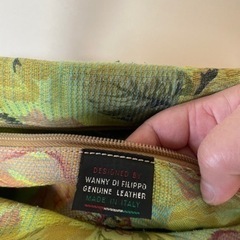 DESIGNED BY
WANNY DI FILIPPO
GENUINE LEATHER
MADE IN ITALY